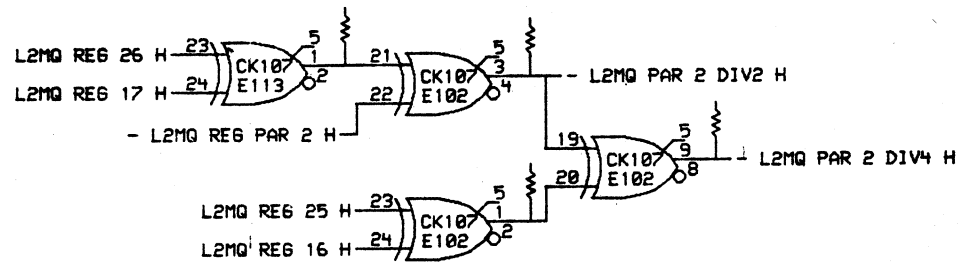 L2MQ REG 26 H 23 5
CK107 1
E113 2
L2MQ REG 17 H 24
21 5
CK107 3
E102 4
22
- L2MQ REG PAR 2 H
- L2MQ PAR 2 DIV2 H
19 5
CK107 9
E102 8
20
- L2MQ PAR 2 DIV4 H
L2MQ REG 25 H 23 5
CK107 1
E102 2
L2MQ REG 16 H 24